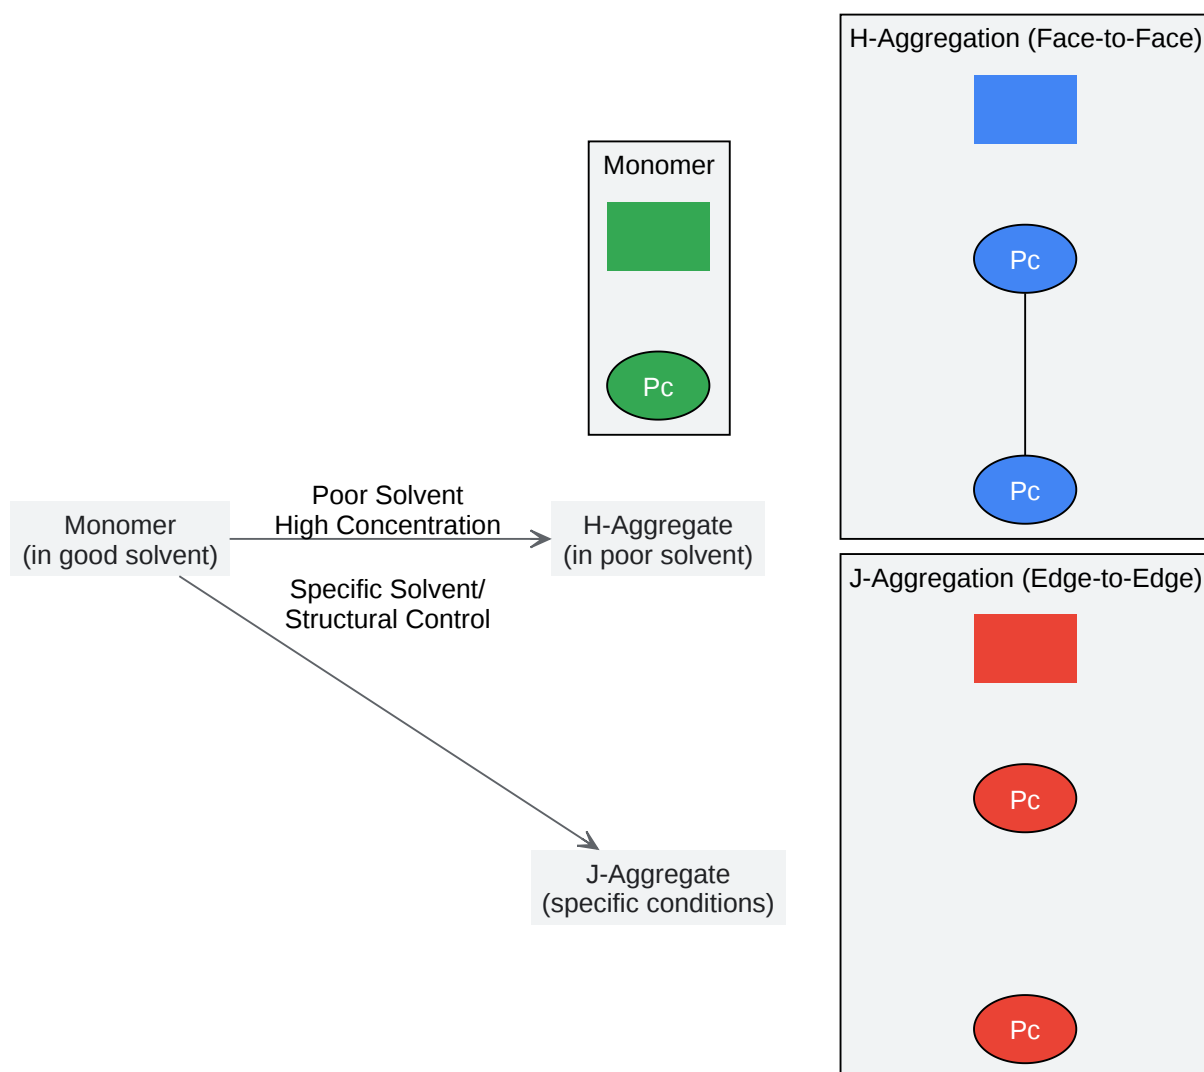 H-Aggregation (Face-to-Face)
Monomer
Pc
Pc
Pc
Poor Solvent
High Concentration
Monomer
(in good solvent)
H-Aggregate
(in poor solvent)
Specific Solvent/
Structural Control
J-Aggregation (Edge-to-Edge)
Pc
J-Aggregate
(specific conditions)
Pc